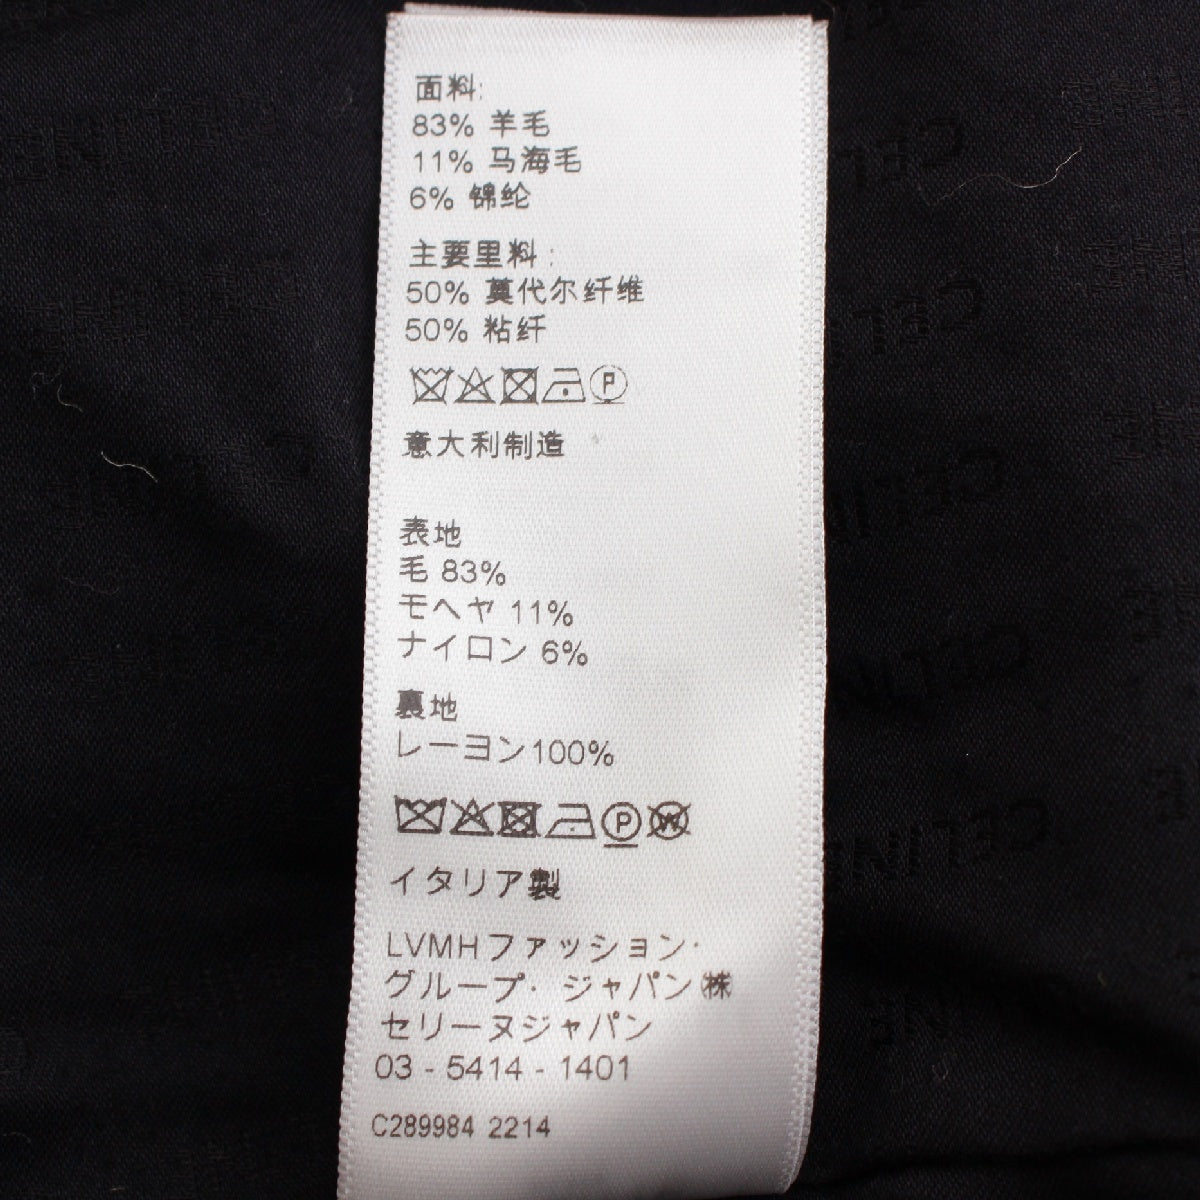 面料:
83% 羊毛
11% 马海毛
6% 锦纶
主要里料:
50% 莫代尔纤维
50% 粘纤
P
意大利制造
表地
毛 83%
モヘヤ 11%
ナイロン 6%
裏地
レーヨン100%
P W
イタリア製
LVMHファッション・
グループ・ジャパン㈱
セリーヌジャパン
03 - 5414 - 1401
C289984 2214